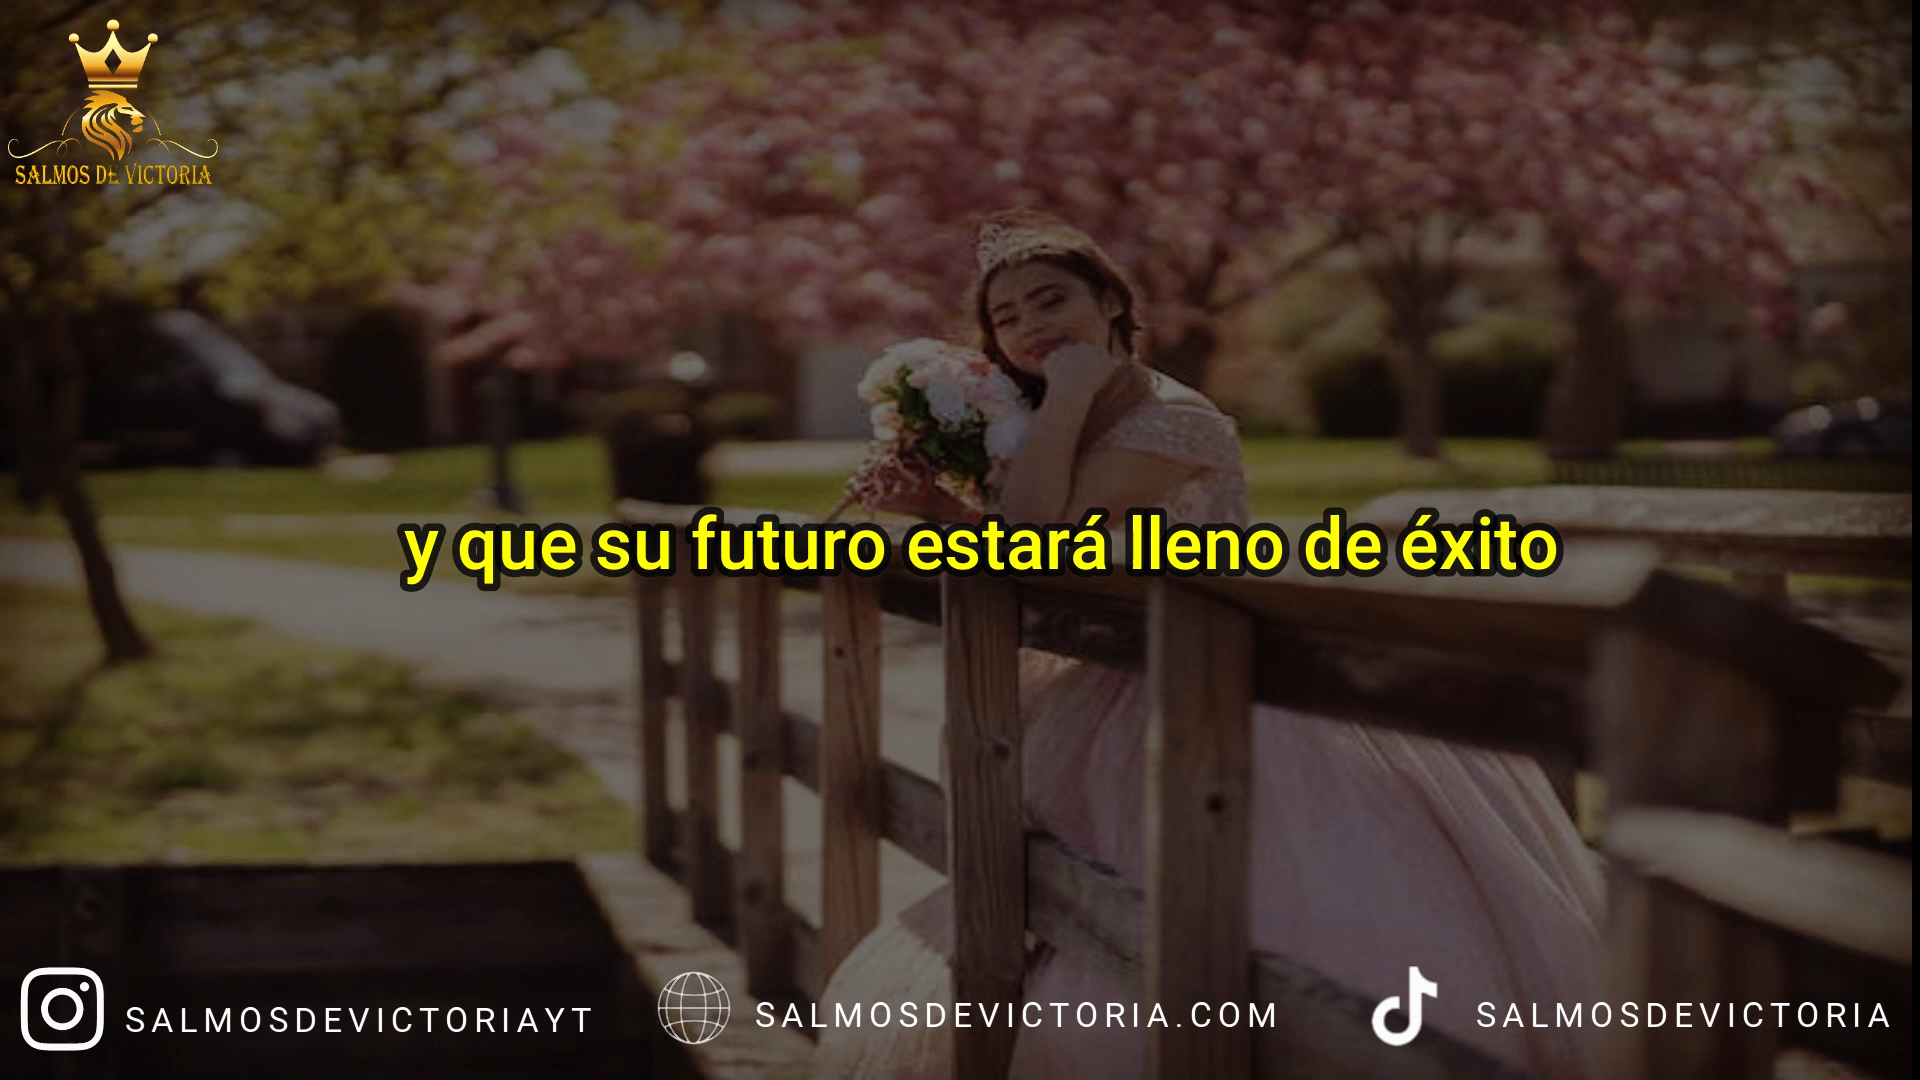 SALMOS DE VICTORIA
y que su futuro estará lleno de éxito
SALMOSDEVICTORIAYT
SALMOSDEVICTORIA.COM
SALMOSDEVICTORIA